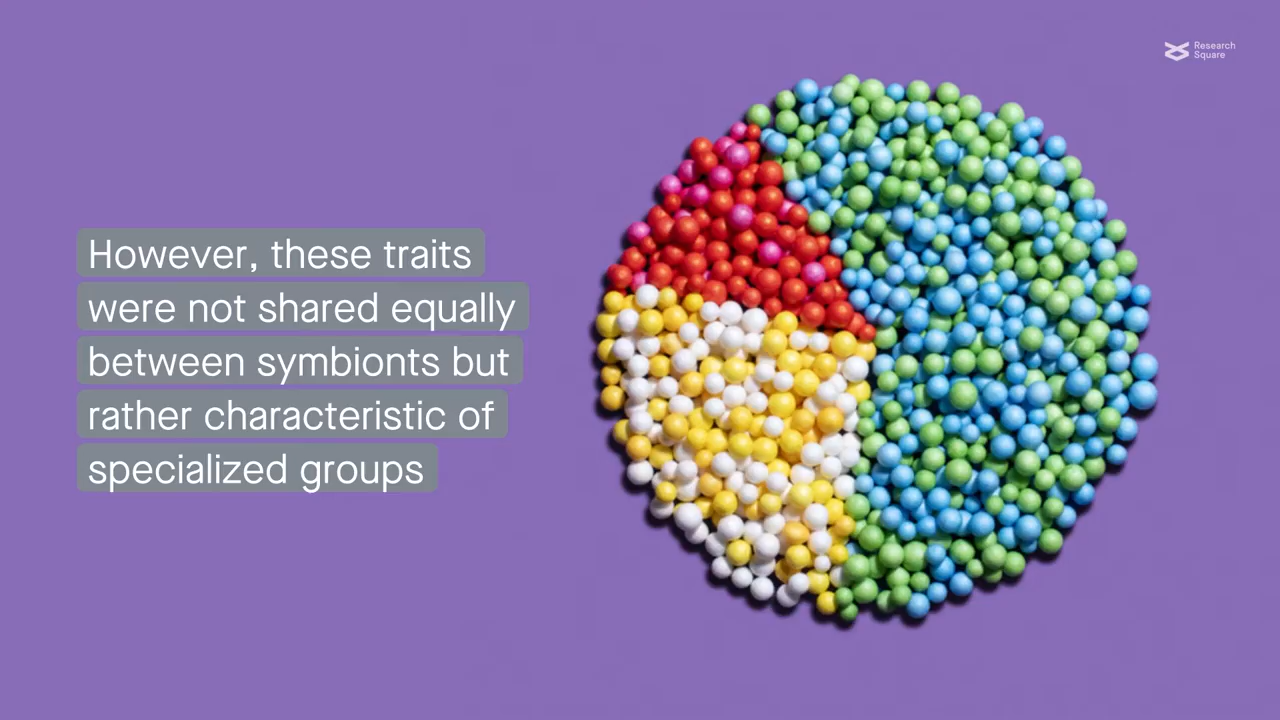 Research
Square
However, these traits
were not shared equally
between symbionts but
rather characteristic of
specialized groups